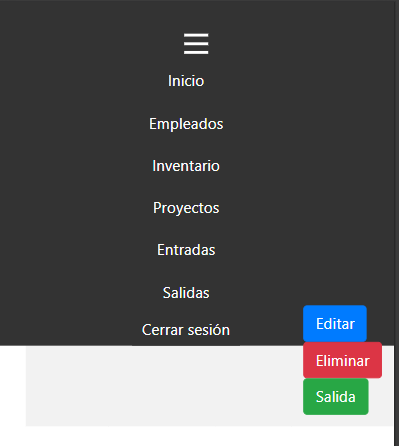 Inicio
Empleados
Inventario
Proyectos
Entradas
Salidas
Cerrar sesión
Editar
Eliminar
Salida